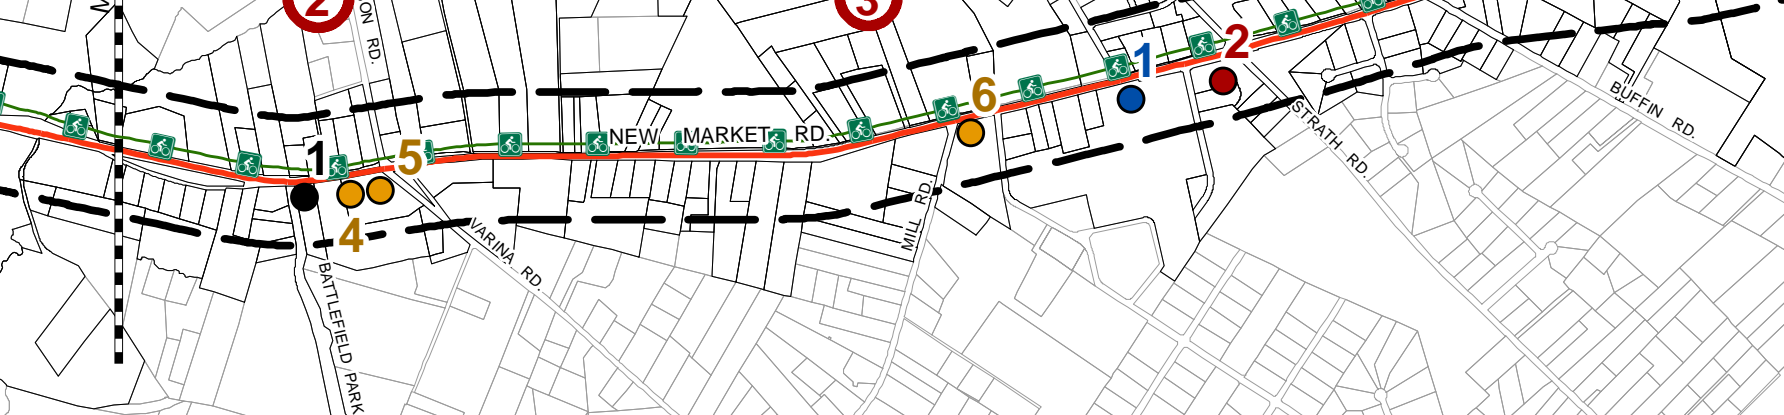 2
3
ON RD.
1
2
6
NEW MARKET RD.
1
5
4
BUFFIN RD.
STRATH RD.
MILL RD.
VARINA RD.
BATTLEFIELD PARK